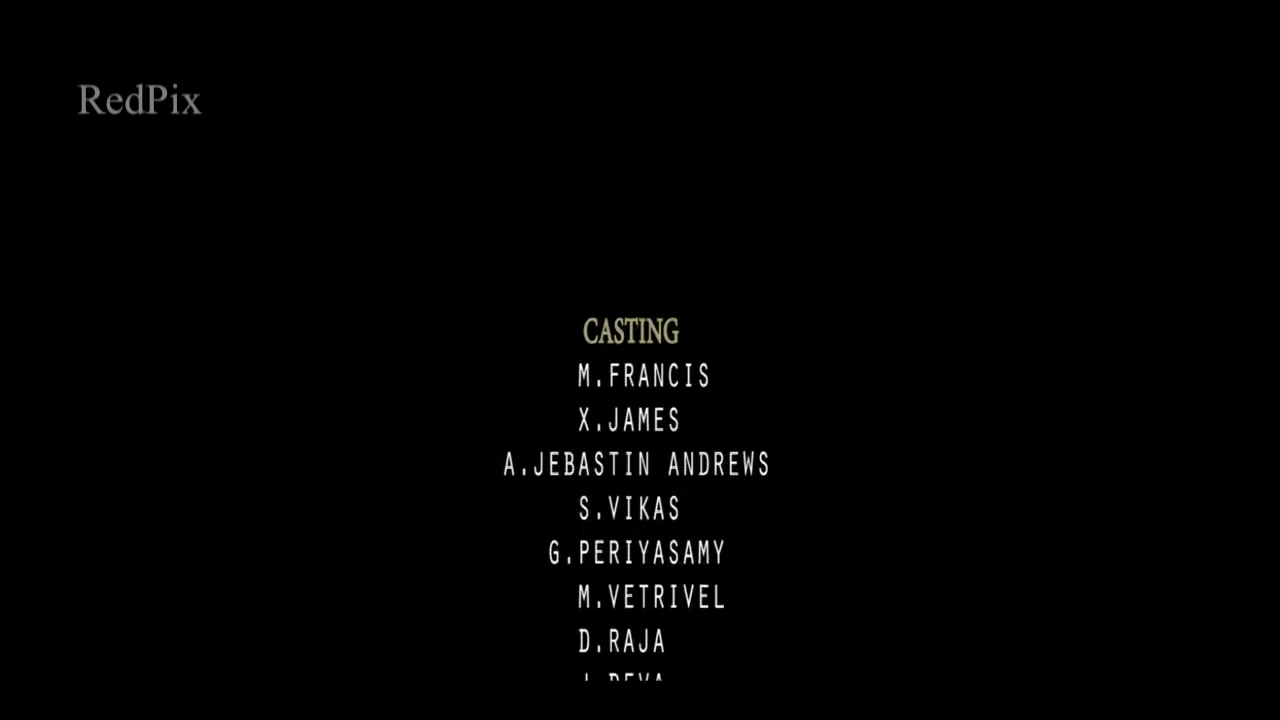 RedPix
CASTING
M.FRANCIS
X.JAMES
A.JEBASTIN ANDREWS
S.VIKAS
G.PERIYASAMY
M.VETRIVEL
D.RAJA